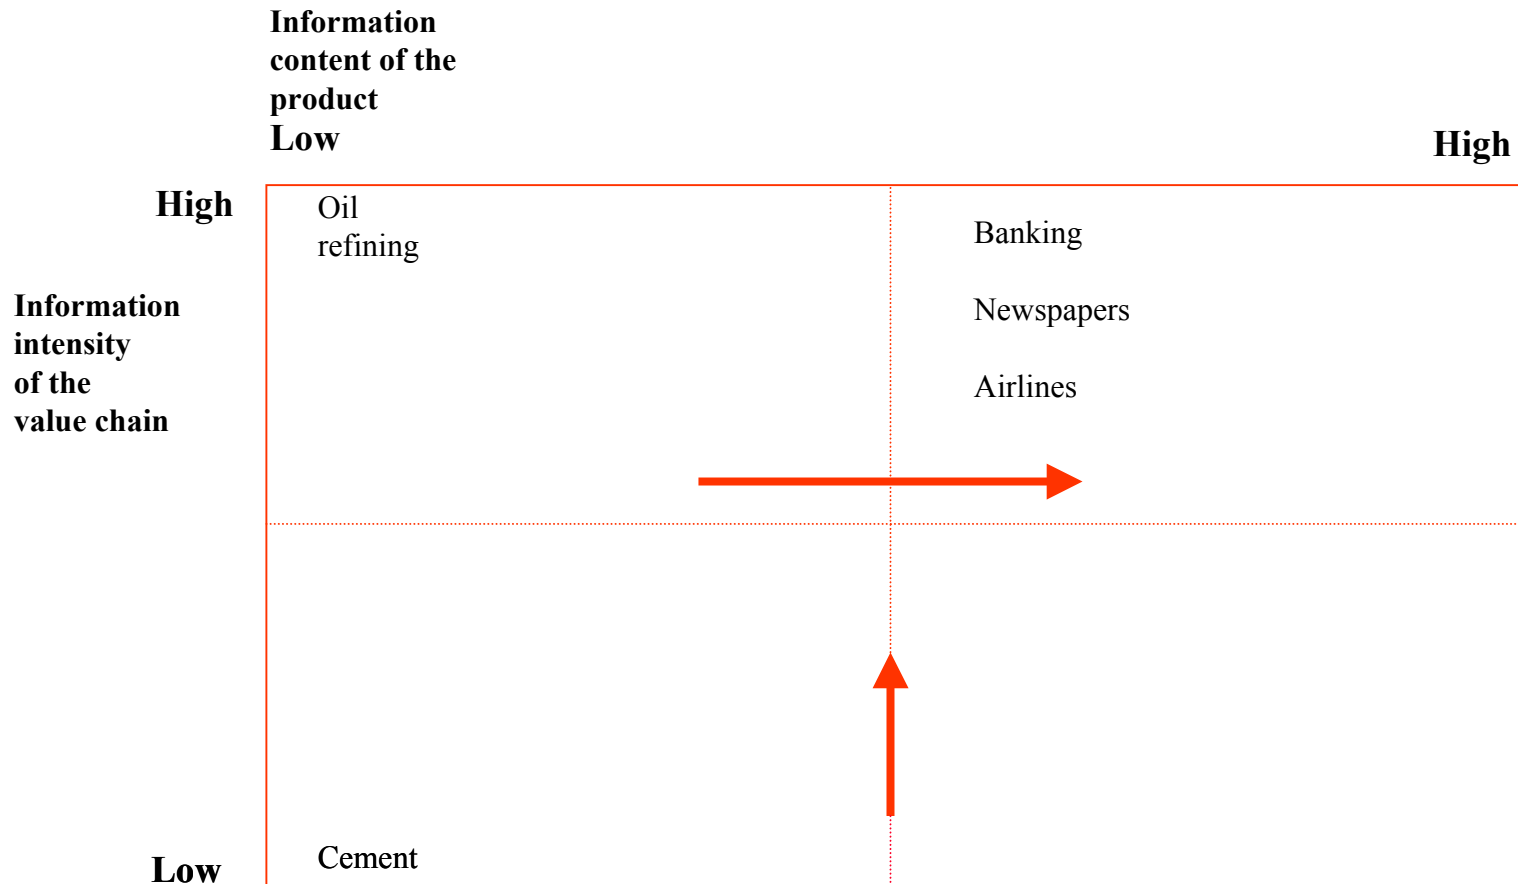 Information
content of the
product
Low
High
High
Oil
refining
Banking
Newspapers
Airlines
Information
intensity
of the
value chain
Low
Cement